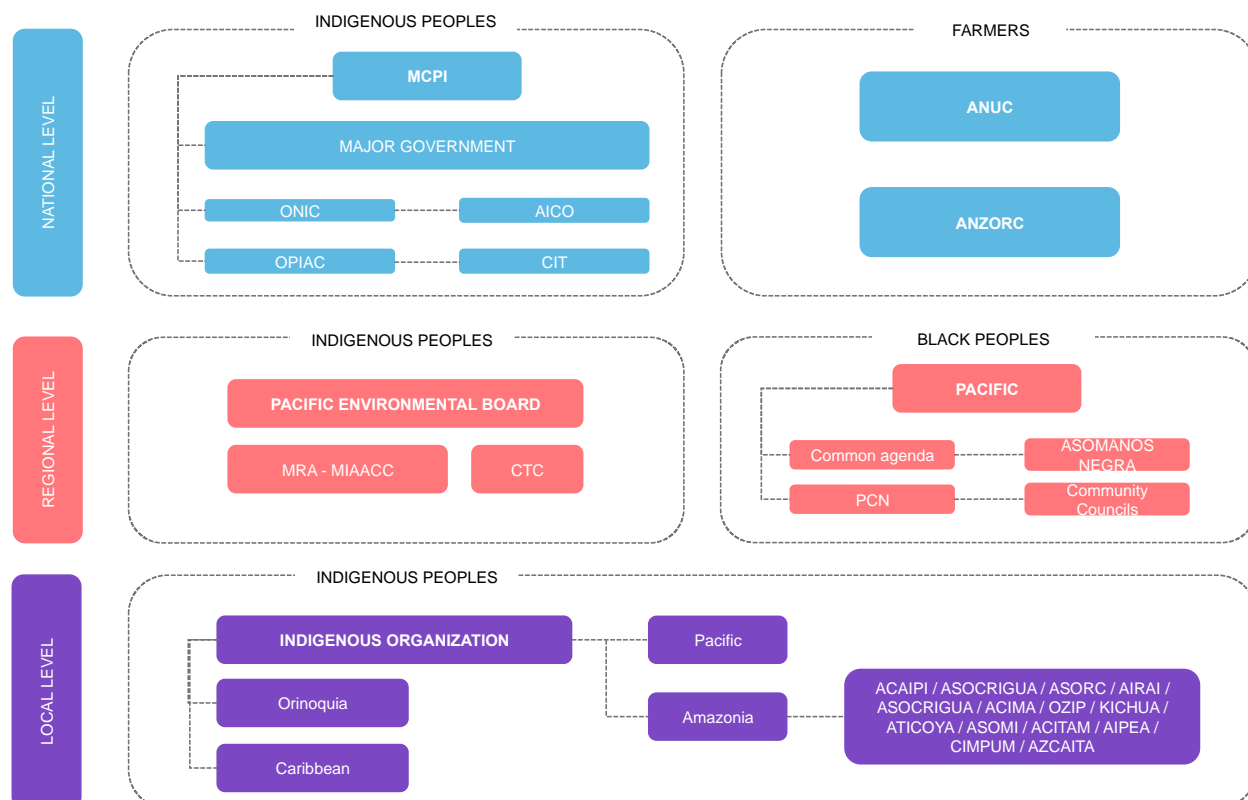 INDIGENOUS PEOPLES
FARMERS
NATIONAL LEVEL
MCPI
MAJOR GOVERNMENT
ONIC
AICO
OPIAC
CIT
ANUC
ANZORC
INDIGENOUS PEOPLES
BLACK PEOPLES
REGIONAL LEVEL
PACIFIC ENVIRONMENTAL BOARD
MRA - MIAACC
CTC
PACIFIC
Common agenda
ASOMANOS
NEGRA
PCN
Community
Councils
INDIGENOUS PEOPLES
LOCAL LEVEL
INDIGENOUS ORGANIZATION
Pacific
Orinoquia
Amazonia
Caribbean
ACAIPI / ASOCRIGUA / ASORC / AIRAI /
ASOCRIGUA / ACIMA / OZIP / KICHUA /
ATICOYA / ASOMI / ACITAM / AIPEA /
CIMPUM / AZCAITA